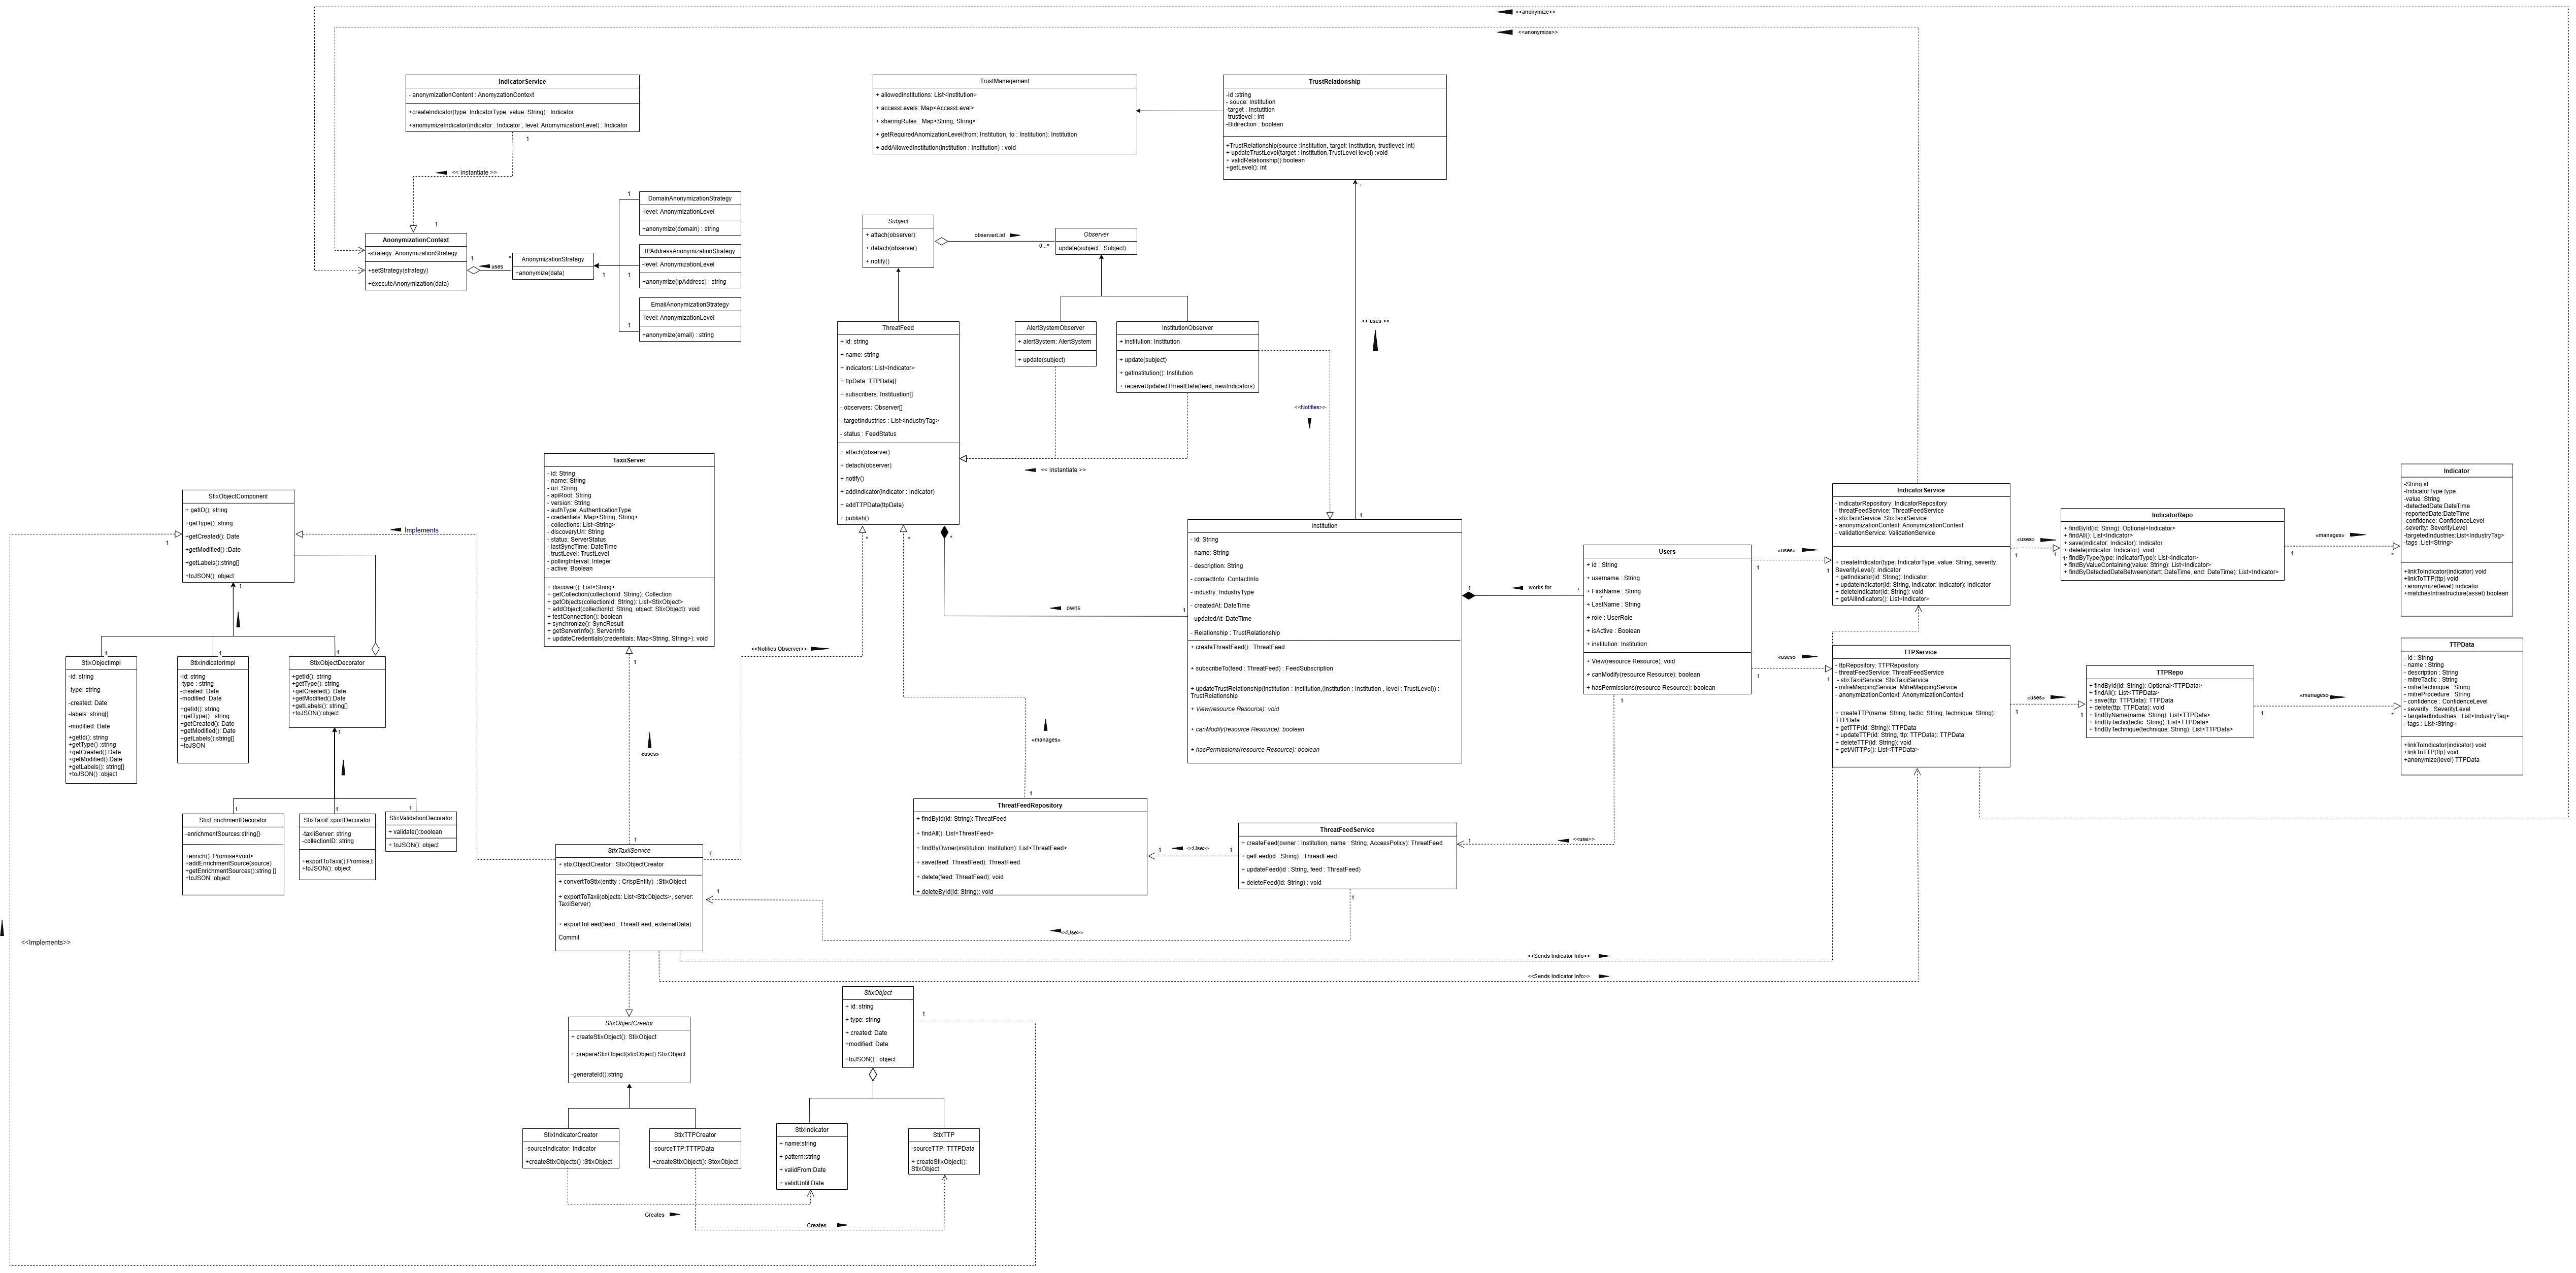 <<anonymize>>
<<anonymize>>
IndicatorService
- anonymizationContent : AnomyzationContext
+createIndicator(type: IndicatorType, value: String) : Indicator
+anomymizeIndicator(indicator : Indicator , level: AnomymizationLevel) : Indicator
1
<< Instantiate >>
1
TrustManagement
+ allowedInstitutions: List<Institution>
+ accessLevels: Map<AccessLevel>
+ sharingRules : Map<String, String>
+ getRequiredAnomizationLevel(from: Institution, to : Institution): Institution
+ addAllowedInstitution(institution : Institution) : void
TrustRelationship
-id :string
- souce: Institution
-target : Instutition
-trustlevel : int
-Bidirection : boolean
+TrustRelationship(source :Institution, target: Institution, trustlevel: int)
+ updateTrustLevel(target : Institution,TrustLevel level) :void
+ validRelationship():boolean
+getLevel(): int
*
AnonymizationContext
-strategy: AnonymizationStrategy
+setStrategy(strategy)
+executeAnonymization(data)
1
uses
*
AnonymizationStrategy
+anonymize(data)
1
1
DomainAnonymizationStrategy
-level: AnonymizationLevel
+anonymize(domain) : string
1
IPAddressAnonymizationStrategy
-level: AnonymizationLevel
+anonymize(ipAddress) : string
1
EmailAnonymizationStrategy
-level: AnonymizationLevel
+anonymize(email) : string
Subject
+ attach(observer)
+ detach(observer)
+ notify()
observerList
0...*
Observer
update(subject : Subject)
ThreatFeed
+ id: string
+ name: string
+ indicators: List<Indicator>
+ ttpData: TTPData[]
+ subscribers: Instituation[]
- observers: Observer[]
- targetIndustries : List<IndustryTag>
- status : FeedStatus
+ attach(observer)
+ detach(observer)
+ notify()
+ addIndicator(indicator : Indicator)
+ addTTPData(ttpData)
+ publish()
AlertSystemObserver
+ alertSystem: AlertSystem
+ update(subject)
InstitutionObserver
+ institution: Institution
+ update(subject)
+ getInstitution(): Institution
+ receiveUpdatedThreatData(feed, newIndicators)
<< uses >>
<<Notifies>>
<< Instantiate >>
TaxiiServer
- id: String
- name: String
- url: String
- apiRoot: String
- version: String
- authType: AuthenticationType
- credentials: Map<String, String>
- collections: List<String>
- discoveryUrl: String
- status: ServerStatus
- lastSyncTime: DateTime
- trustLevel: TrustLevel
- pollingInterval: Integer
- active: Boolean
+ discover(): List<String>
+ getCollection(collectionId: String): Collection
+ getObjects(collectionId: String): List<StixObject>
+ addObject(collectionId: String, object: StixObject): void
+ testConnection(): boolean
+ synchronize(): SyncResult
+ getServerInfo(): ServerInfo
+ updateCredentials(credentials: Map<String, String>): void
1
StixObjectComponent
+ getID(): string
+getType(): string
+getCreated(): Date
+getModified() :Date
+getLabels():string[]
+toJSON(): object
1
1
Implements
1
1
1
StixObjectImpl
-id: string
-type: string
-created: Date
-labels: string[]
-modified: Date
+getId(): string
+getType() :string
+getCreated():Date
+getModified():Date
+getLabels(): string[]
+toJSON() :object
StixIndicatorImpl
-id: string
-type : string
-created: Date
-modified :Date
+getId(): string
+getType() : string
+getCreated(): Date
+getModified(): Date
+getLabels():string[]
+toJSON
StixObjectDecorator
+getId(): string
+getType(): string
+getCreated(): Date
+getModified():Date
+getLabels(): string[]
+toJSON():object
1
1
1
1
StixEnrichmentDecorator
-enrichmentSources:string{}
+enrich() :Promise<void>
+addEnrichmentSource(source)
+getEnrichmentSources():string []
+toJSON: object
StixTaxiiExportDecorator
-taxiiServer: string
-collectionID: string
+exportToTaxii():Promise,t
+toJSON(): object
StixValidationDecorator
+ validate():boolean
+ toJSON(): object
<<Implements>>
Institution
- id: String
- name: String
- description: String
- contactInfo: ContactInfo
- industry: IndustryType
- createdAt: DateTime
- updatedAt: DateTime
- Relationship : TrustRelationship
+ createThreatFeed() : ThreatFeed
+ subscribeTo(feed : ThreatFeed) : FeedSubscription
+ updateTrustRelationship(institution : Institution,(institution : Institution , level : TrustLevel)) :
TrustRelationship
+ View(resource Resource): void
+ canModify(resource Resource): boolean
+ hasPermissions(resource Resource): boolean
1
1
owns
*
*
*
1
works for
*
Users
+ id : String
+ username : String
+ FirstName : String
*
+ LastName : String
+ role : UserRole
+ isActive : Boolean
+ institution: Institution
+ View(resource Resource): void
+ canModify(resource Resource): boolean
+ hasPermissions(resource Resource): boolean
«uses»
1
1
«uses»
1
1
1
IndicatorService
- indicatorRepository: IndicatorRepository
- threatFeedService: ThreatFeedService
- stixTaxiiService: StixTaxiiService
- anonymizationContext: AnonymizationContext
- validationService: ValidationService
+ createIndicator(type: IndicatorType, value: String, severity:
SeverityLevel): Indicator
+ getIndicator(id: String): Indicator
+ updateIndicator(id: String, indicator: Indicator): Indicator
+ deleteIndicator(id: String): void
+ getAllIndicators(): List<Indicator>
«uses»
1
1
IndicatorRepo
+ findById(id: String): Optional<Indicator>
+ findAll(): List<Indicator>
+ save(indicator: Indicator): Indicator
+ delete(indicator: Indicator): void
+ findByType(type: IndicatorType): List<Indicator>
+ findByValueContaining(value: String): List<Indicator>
+ findByDetectedDateBetween(start: DateTime, end: DateTime): List<Indicator>
«manages»
1
*
Indicator
-String id
-IndicatorType type
-value :String
-detectedDate:DateTime
-reportedDate:DateTime
-confidence: ConfidenceLevel
-severity: SeverityLevel
-targetedIndustries:List<IndustryTag>
-tags :List<String>
+linkToIndicator(indicator) void
+linkToTTP(ttp) void
+anonymize(level) Indicator
+matchesInfrastructure(asset) boolean
TTPService
- ttpRepository: TTPRepository
- threatFeedService: ThreatFeedService
- stixTaxiiService: StixTaxiiService
- mitreMappingService: MitreMappingService
- anonymizationContext: AnonymizationContext
+ createTTP(name: String, tactic: String, technique: String):
TTPData
+ getTTP(id: String): TTPData
+ updateTTP(id: String, ttp: TTPData): TTPData
+ deleteTTP(id: String): void
+ getAllTTPs(): List<TTPData>
«uses»
1
1
TTPRepo
+ findById(id: String): Optional<TTPData>
+ findAll(): List<TTPData>
+ save(ttp: TTPData): TTPData
+ delete(ttp: TTPData): void
+ findByName(name: String): List<TTPData>
+ findByTactic(tactic: String): List<TTPData>
+ findByTechnique(technique: String): List<TTPData>
«manages»
1
*
TTPData
- id : String
- name : String
- description : String
- mitreTactic : String
- mitreTechnique : String
- mitreProcedure : String
- confidence : ConfidenceLevel
- severity : SeverityLevel
- targetedIndustries : List<IndustryTag>
- tags : List<String>
+linkToIndicator(indicator) void
+linkToTTP(ttp) void
+anonymize(level) TTPData
<<Notifies Observer>>
«uses»
«manages»
1
ThreatFeedRepository
+ findById(id: String): ThreatFeed
+ findAll(): List<ThreatFeed>
+ findByOwner(institution: Institution): List<ThreatFeed>
+ save(feed: ThreatFeed): ThreatFeed
+ delete(feed: ThreatFeed): void
+ deleteById(id: String): void
1
<<Use>>
1
ThreatFeedService
+ createFeed(owner : Institution, name : String, AccessPolicy): ThreatFeed
+ getFeed(id : String) : ThreadFeed
+ updateFeed(id : String, feed : ThreatFeed)
+ deleteFeed(id: String) : void
1
<<use>>
1
<<Use>>
1
1
1
StixTaxiiService
+ stixObjectCreator : StixObjectCreator
+ convertToStix(entity : CrispEntity) :StixObject
+ exportToTaxii(objects: List<StixObjects>, server:
TaxiiServer)
+ exportToFeed(feed : ThreatFeed, externalData)
Commit
<<Sends Indicator Info>>
<<Sends Indicator Info>>
StixObjectCreator
+ createStixObject(): StixObject
+ prepareStixObject(stixObject):StixObject
-generateId():string
StixObject
+ id: string
+ type: string
+ created: Date
+modified: Date
+toJSON() : object
1
StixIndicatorCreator
-sourceIndicator: Indicator
+createStixObjects() :StixObject
StixTTPCreator
-sourceTTP:TTTPData
+createStixObject(): StoxObject
StixIndicator
+ name:string
+ pattern:string
+ validFrom:Date
+ validUntil:Date
StixTTP
-sourceTTP: TTTPData
+ createStixObject():
StixObject
Creates
Creates